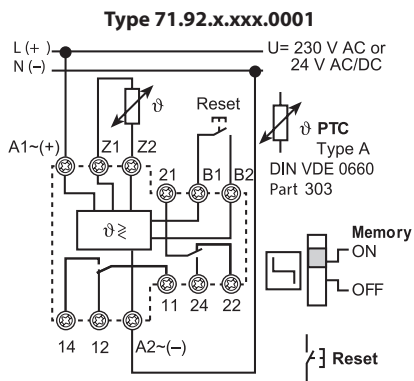 Type 71.92.x.xxx.0001
L (+)
N (–)
U= 230 V AC or
24 V AC/DC
ϑ
Reset
ϑ PTC
Type A
DIN VDE 0660
Part 303
A1~(+)
Z1
Z2
21
B1
B2
ϑ ≷
Memory
ON
OFF
11
24
22
14
12
A2~(–)
Reset